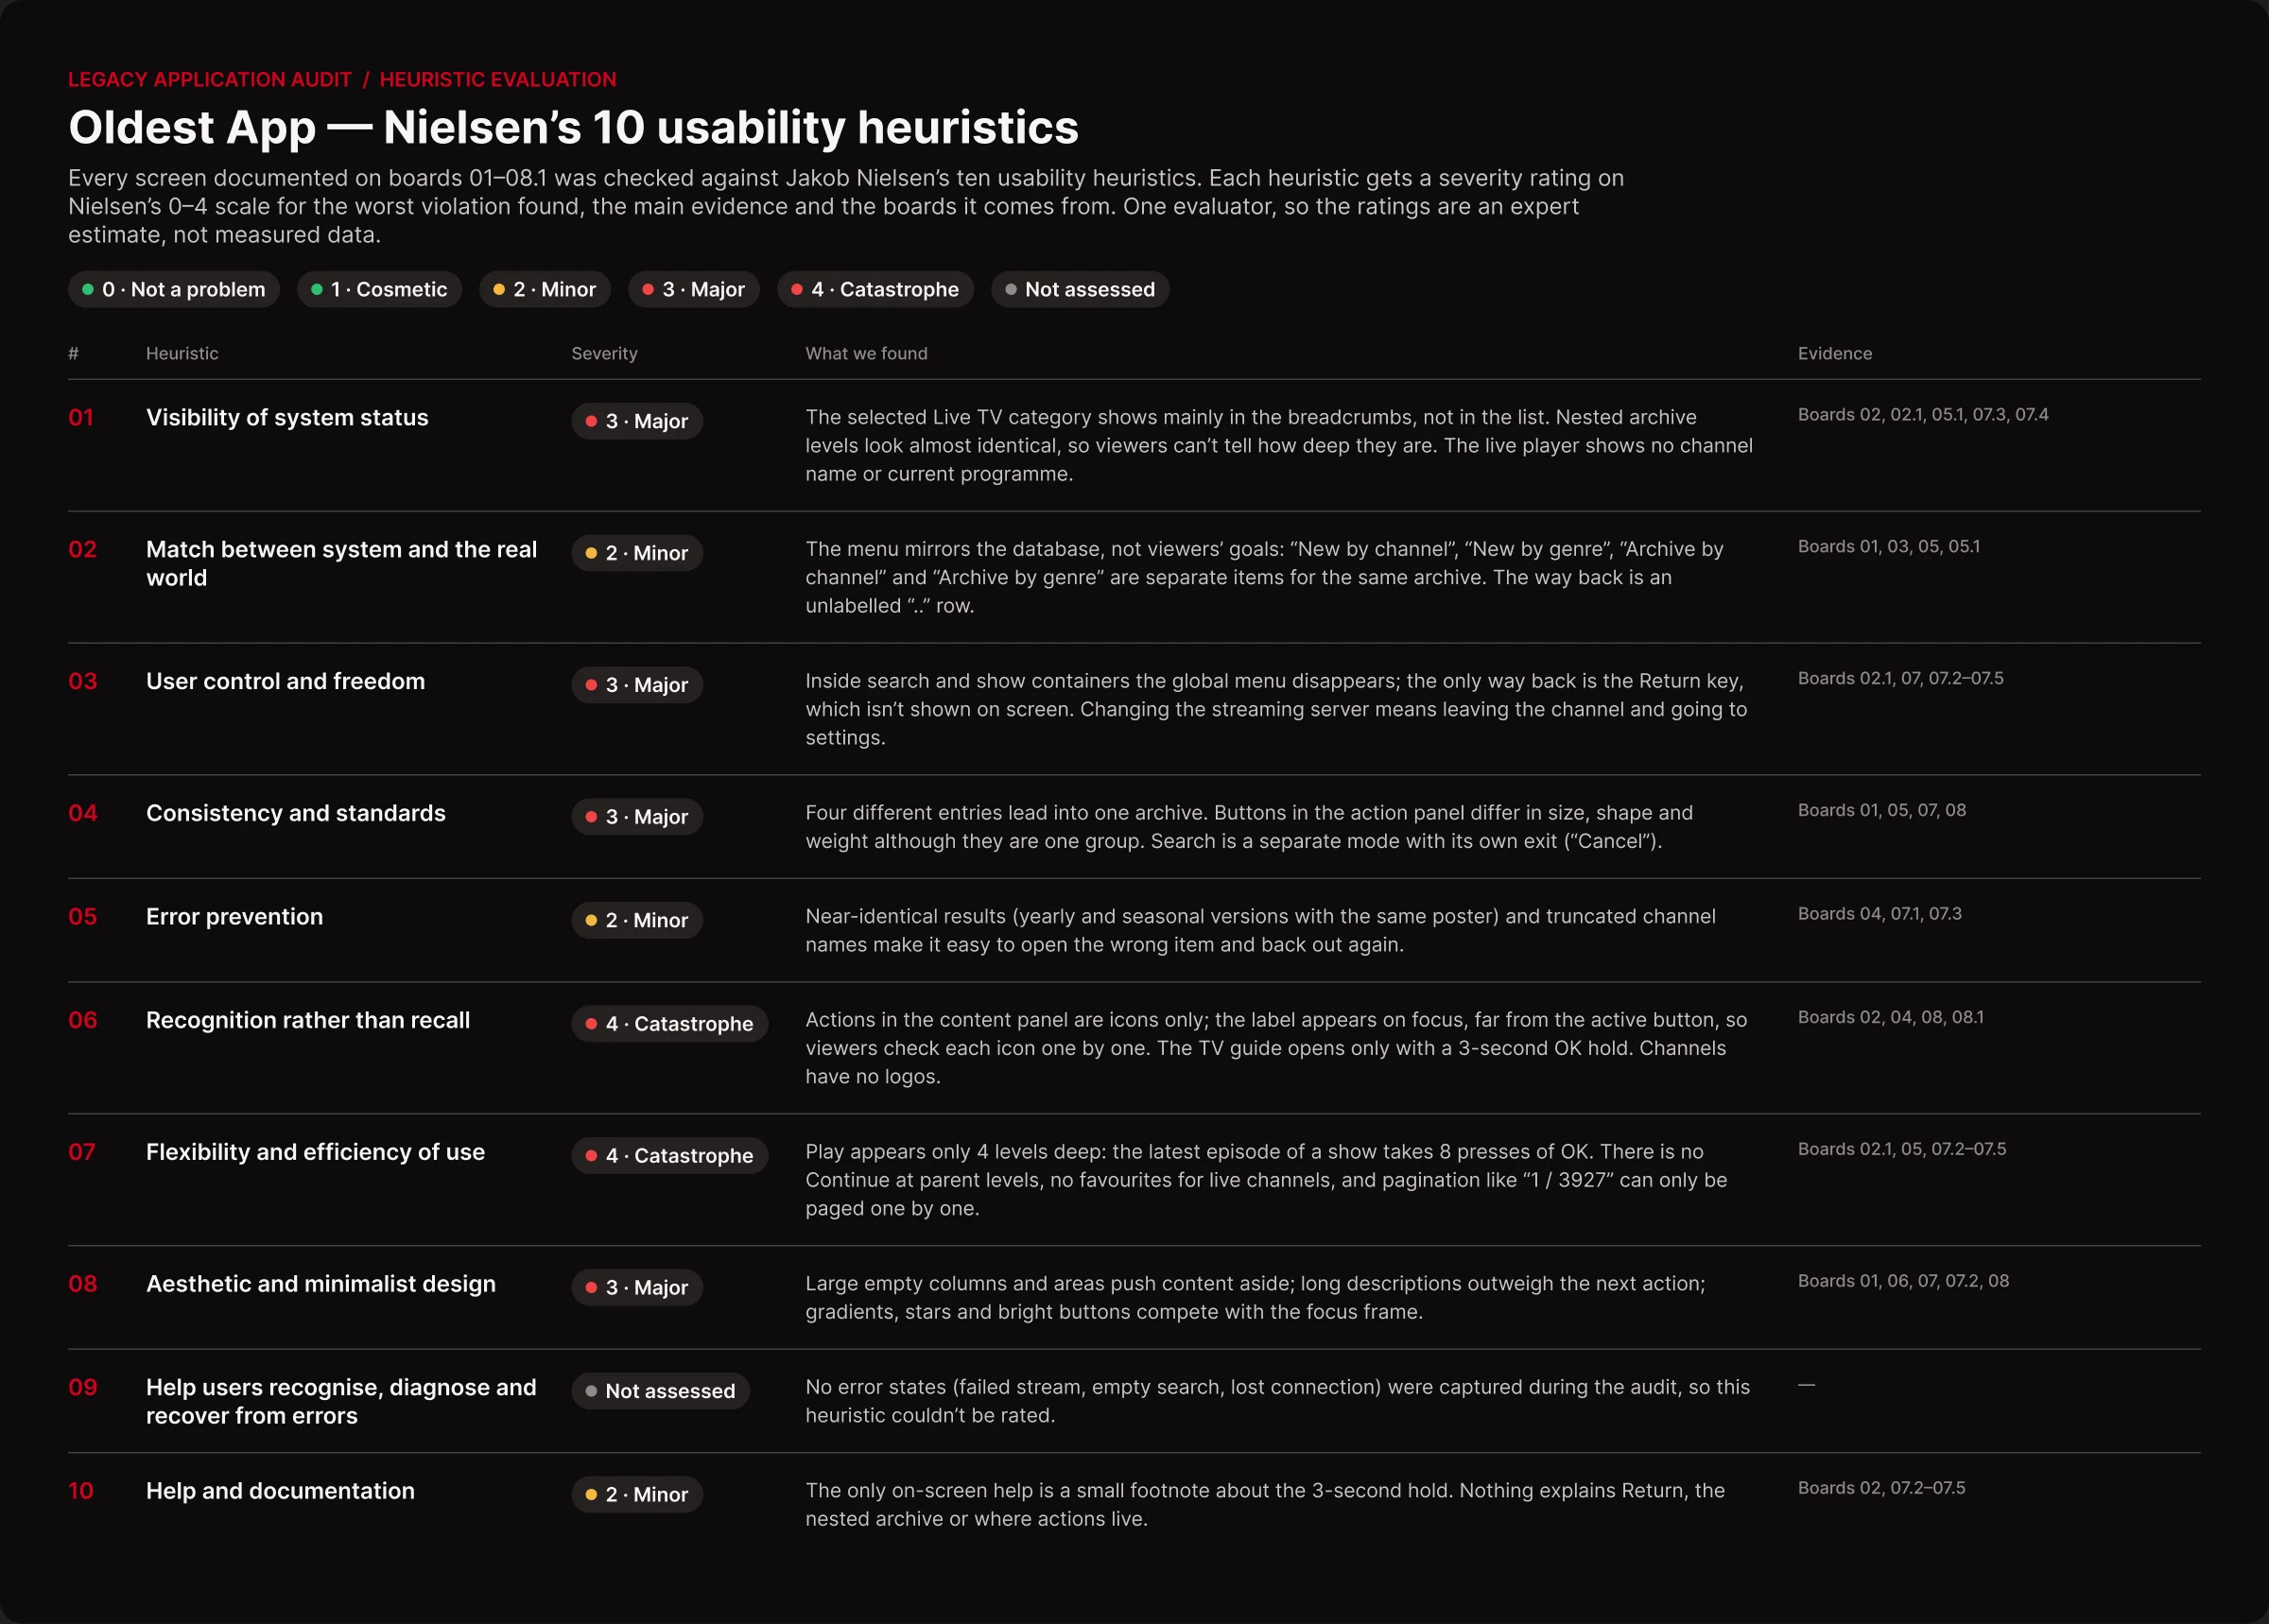 LEGACY APPLICATION AUDIT / HEURISTIC EVALUATION
Oldest App — Nielsen’s 10 usability heuristics
Every screen documented on boards 01–08.1 was checked against Jakob Nielsen’s ten usability heuristics. Each heuristic gets a severity rating on
Nielsen’s 0–4 scale for the worst violation found, the main evidence and the boards it comes from. One evaluator, so the ratings are an expert
estimate, not measured data.
0 · Not a problem 1 · Cosmetic 2 · Minor 3 · Major 4 · Catastrophe Not assessed
# Heuristic Severity What we found Evidence
01 Visibility of system status 3 · Major The selected Live TV category shows mainly in the breadcrumbs, not in the list. Nested archive Boards 02, 02.1, 05.1, 07.3, 07.4
levels look almost identical, so viewers can’t tell how deep they are. The live player shows no channel
name or current programme.
02 Match between system and the real 2 · Minor The menu mirrors the database, not viewers’ goals: “New by channel”, “New by genre”, “Archive by Boards 01, 03, 05, 05.1
world channel” and “Archive by genre” are separate items for the same archive. The way back is an
unlabelled “..” row.
03 User control and freedom 3 · Major Inside search and show containers the global menu disappears; the only way back is the Return key, Boards 02.1, 07, 07.2–07.5
which isn’t shown on screen. Changing the streaming server means leaving the channel and going to
settings.
04 Consistency and standards 3 · Major Four different entries lead into one archive. Buttons in the action panel differ in size, shape and Boards 01, 05, 07, 08
weight although they are one group. Search is a separate mode with its own exit (“Cancel”).
05 Error prevention 2 · Minor Near-identical results (yearly and seasonal versions with the same poster) and truncated channel Boards 04, 07.1, 07.3
names make it easy to open the wrong item and back out again.
06 Recognition rather than recall 4 · Catastrophe Actions in the content panel are icons only; the label appears on focus, far from the active button, so Boards 02, 04, 08, 08.1
viewers check each icon one by one. The TV guide opens only with a 3-second OK hold. Channels
have no logos.
07 Flexibility and efficiency of use 4 · Catastrophe Play appears only 4 levels deep: the latest episode of a show takes 8 presses of OK. There is no Boards 02.1, 05, 07.2–07.5
Continue at parent levels, no favourites for live channels, and pagination like “1 / 3927” can only be
paged one by one.
08 Aesthetic and minimalist design 3 · Major Large empty columns and areas push content aside; long descriptions outweigh the next action; Boards 01, 06, 07, 07.2, 08
gradients, stars and bright buttons compete with the focus frame.
09 Help users recognise, diagnose and Not assessed No error states (failed stream, empty search, lost connection) were captured during the audit, so this —
recover from errors heuristic couldn’t be rated.
10 Help and documentation 2 · Minor The only on-screen help is a small footnote about the 3-second hold. Nothing explains Return, the Boards 02, 07.2–07.5
nested archive or where actions live.